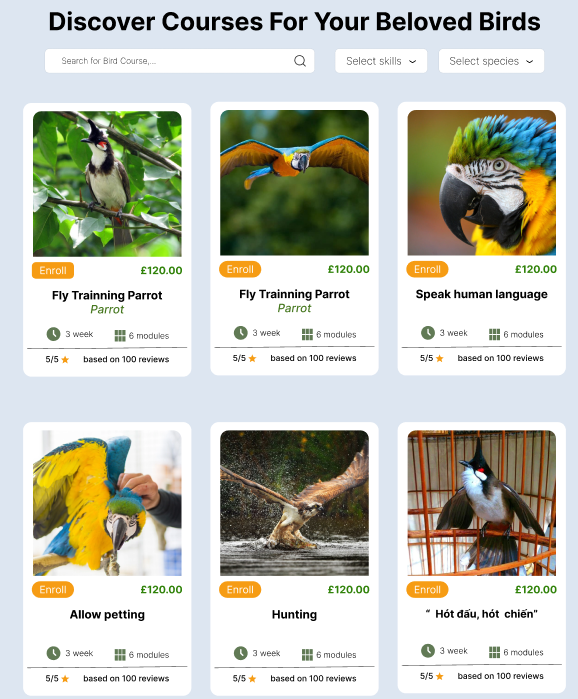 Discover Courses For Your Beloved Birds
Search for Bird Course,...
Select skills
Select species
Enroll £120.00
Fly Trainning Parrot
Parrot
3 week 6 modules
5/5 based on 100 reviews
Enroll £120.00
Fly Trainning Parrot
Parrot
3 week 6 modules
5/5 based on 100 reviews
Enroll £120.00
Speak human language
3 week 6 modules
5/5 based on 100 reviews
Enroll £120.00
Allow petting
3 week 6 modules
5/5 based on 100 reviews
Enroll £120.00
Hunting
3 week 6 modules
5/5 based on 100 reviews
Enroll £120.00
“ Hót đấu, hót chiến”
3 week 6 modules
5/5 based on 100 reviews